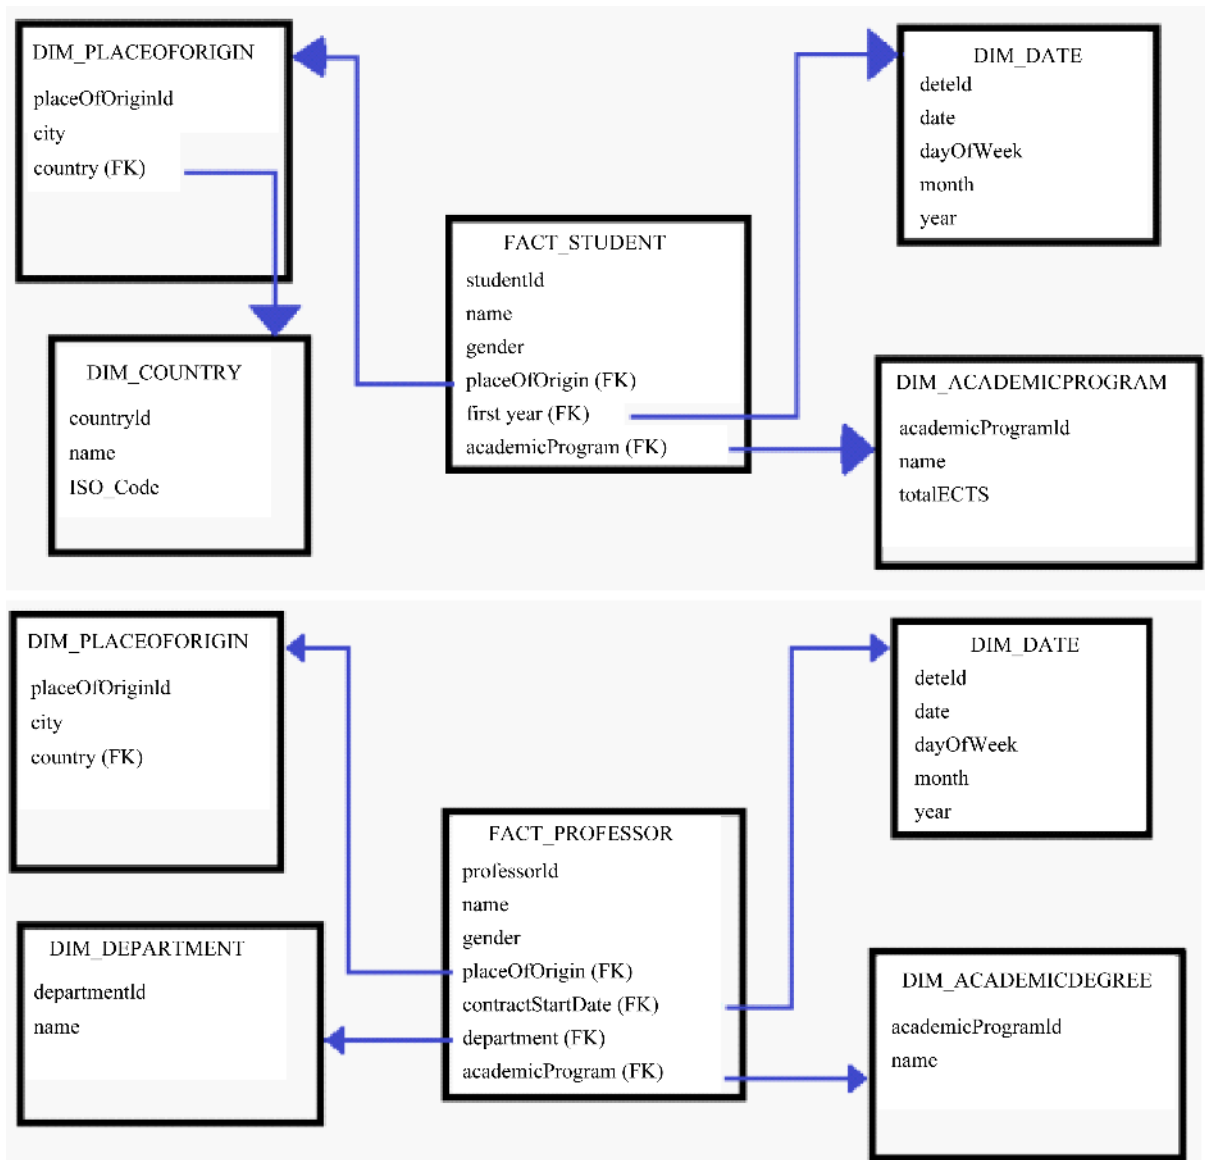 DIM_PLACEOFORIGIN
placeOfOriginId
city
country (FK)
DIM_COUNTRY
countryId
name
ISO_Code
FACT_STUDENT
studentId
name
gender
placeOfOrigin (FK)
first year (FK)
academicProgram (FK)
DIM_DATE
deteId
date
dayOfWeek
month
year
DIM_ACADEMICPROGRAM
academicProgramId
name
totalECTS
DIM_PLACEOFORIGIN
placeOfOriginId
city
country (FK)
DIM_DEPARTMENT
departmentId
name
FACT_PROFESSOR
professorId
name
gender
placeOfOrigin (FK)
contractStartDate (FK)
department (FK)
academicProgram (FK)
DIM_DATE
deteId
date
dayOfWeek
month
year
DIM_ACADEMICDEGREE
academicProgramId
name